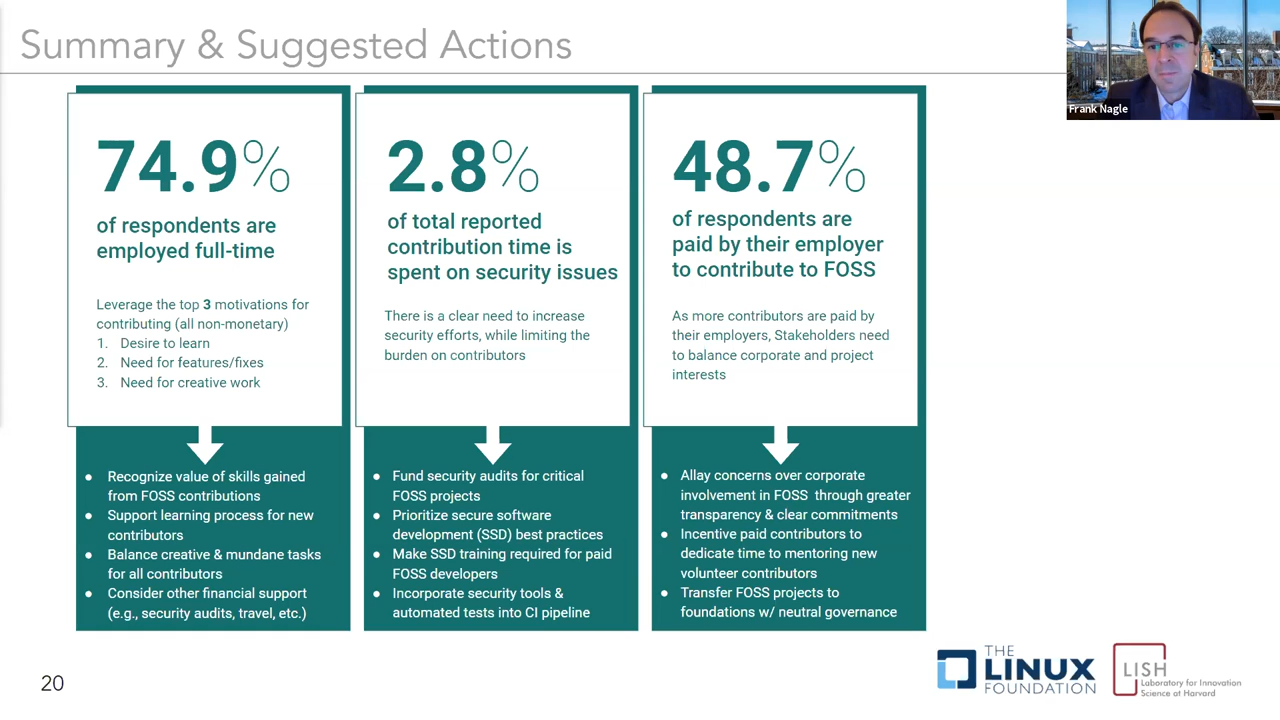 Summary & Suggested Actions
Frank Nagle
74.9%
of respondents are
employed full-time
Leverage the top 3 motivations for
contributing (all non-monetary)
1. Desire to learn
2. Need for features/fixes
3. Need for creative work
● Recognize value of skills gained
from FOSS contributions
● Support learning process for new
contributors
● Balance creative & mundane tasks
for all contributors
● Consider other financial support
(e.g., security audits, travel, etc.)
2.8%
of total reported
contribution time is
spent on security issues
There is a clear need to increase
security efforts, while limiting the
burden on contributors
● Fund security audits for critical
FOSS projects
● Prioritize secure software
development (SSD) best practices
● Make SSD training required for paid
FOSS developers
● Incorporate security tools &
automated tests into CI pipeline
48.7%
of respondents are
paid by their employer
to contribute to FOSS
As more contributors are paid by
their employers, Stakeholders need
to balance corporate and project
interests
● Allay concerns over corporate
involvement in FOSS through greater
transparency & clear commitments
● Incentive paid contributors to
dedicate time to mentoring new
volunteer contributors
● Transfer FOSS projects to
foundations w/ neutral governance
20
THE
LINUX
FOUNDATION
LISH
Laboratory for Innovation
Science at Harvard